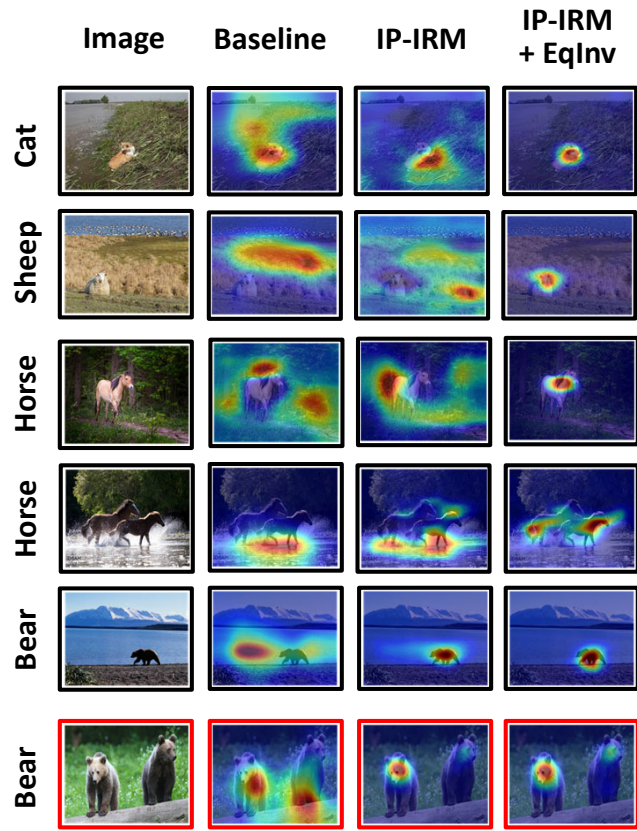 Image
Baseline
IP-IRM
IP-IRM
+ EqInv
Cat
Sheep
Horse
Horse
Bear
Bear